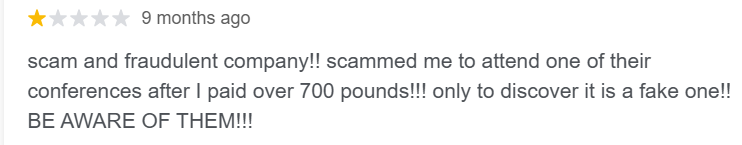 9 months ago
scam and fraudulent company!! scammed me to attend one of their
conferences after I paid over 700 pounds!!! only to discover it is a fake one!!
BE AWARE OF THEM!!!